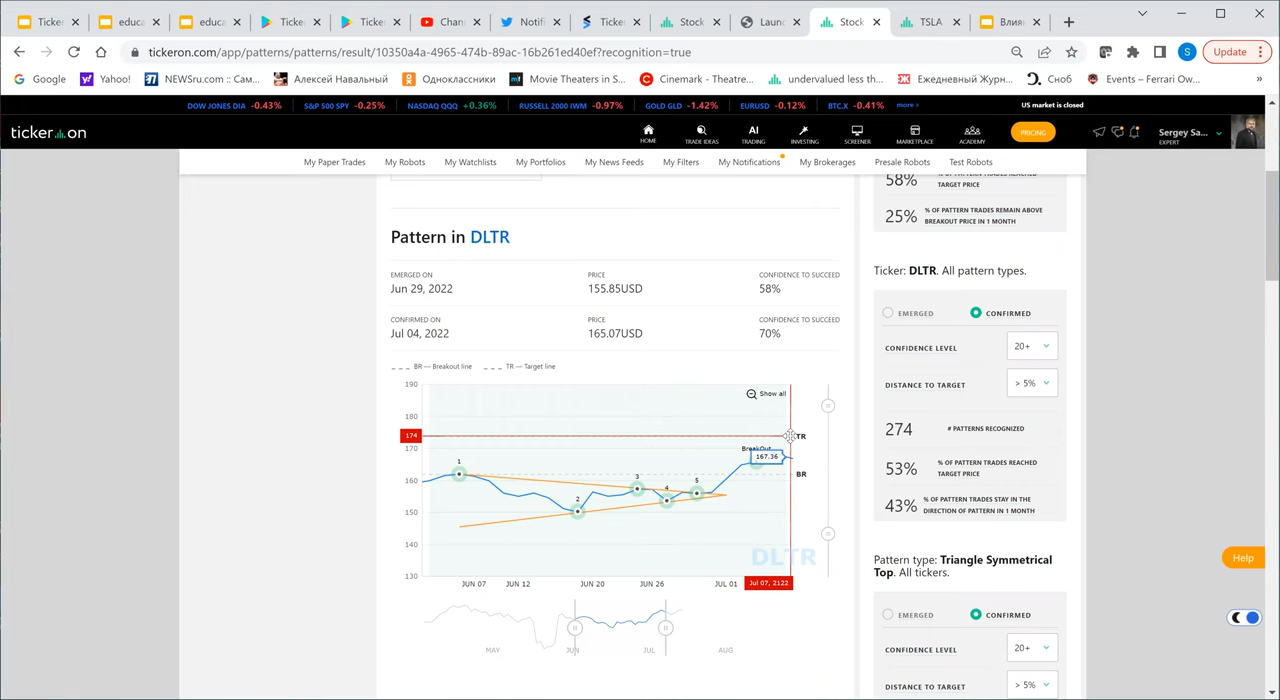 Ticker
educa
educa
Ticker
Ticker
Chan
Notifi
Ticker
Stock
Laun
Stock
TSLA
Влия
tickeron.com/app/patterns/patterns/result/10350a4a-4965-474b-89ac-16b261ed40ef?recognition=true
S
Update
Google
Yahoo!
NEWSru.com :: Сам...
Алексей Навальный
Одноклассники
Movie Theaters in S...
Cinemark - Theatre...
undervalued less th...
Ежедневный Журн...
Сноб
Events – Ferrari Ow...
»
DOW JONES DIA -0.43%
S&P 500 SPY -0.25%
NASDAQ QQQ +0.36%
RUSSELL 2000 IWM -0.97%
GOLD GLD -1.42%
EURUSD -0.12%
BTC.X -0.41%
more ›
US market is closed
tickeron
HOME
TRADE IDEAS
AI
TRADING
INVESTING
SCREENER
MARKETPLACE
ACADEMY
PRICING
Sergey Sa...
EXPERT
My Paper Trades
My Robots
My Watchlists
My Portfolios
My News Feeds
My Filters
My Notifications
My Brokerages
Presale Robots
Test Robots
Pattern in DLTR
EMERGED ON
Jun 29, 2022
PRICE
155.85USD
CONFIDENCE TO SUCCEED
58%
CONFIRMED ON
Jul 04, 2022
PRICE
165.07USD
CONFIDENCE TO SUCCEED
70%
BR — Breakout line
TR — Target line
190
180
174
170
160
150
140
130
Show all
TR
BreakOut
167.36
BR
1
2
3
4
5
DLTR
JUN 07
JUN 12
JUN 20
JUN 26
JUL 01
Jul 07, 2122
MAY
JUN
JUL
AUG
58%
% OF PATTERN TRADES REACHED
TARGET PRICE
25%
% OF PATTERN TRADES REMAIN ABOVE
BREAKOUT PRICE IN 1 MONTH
Ticker: DLTR. All pattern types.
EMERGED
CONFIRMED
CONFIDENCE LEVEL
20+
DISTANCE TO TARGET
> 5%
274
# PATTERNS RECOGNIZED
53%
% OF PATTERN TRADES REACHED
TARGET PRICE
43%
% OF PATTERN TRADES STAY IN THE
DIRECTION OF PATTERN IN 1 MONTH
Pattern type: Triangle Symmetrical
Top. All tickers.
EMERGED
CONFIRMED
CONFIDENCE LEVEL
20+
DISTANCE TO TARGET
> 5%
Help